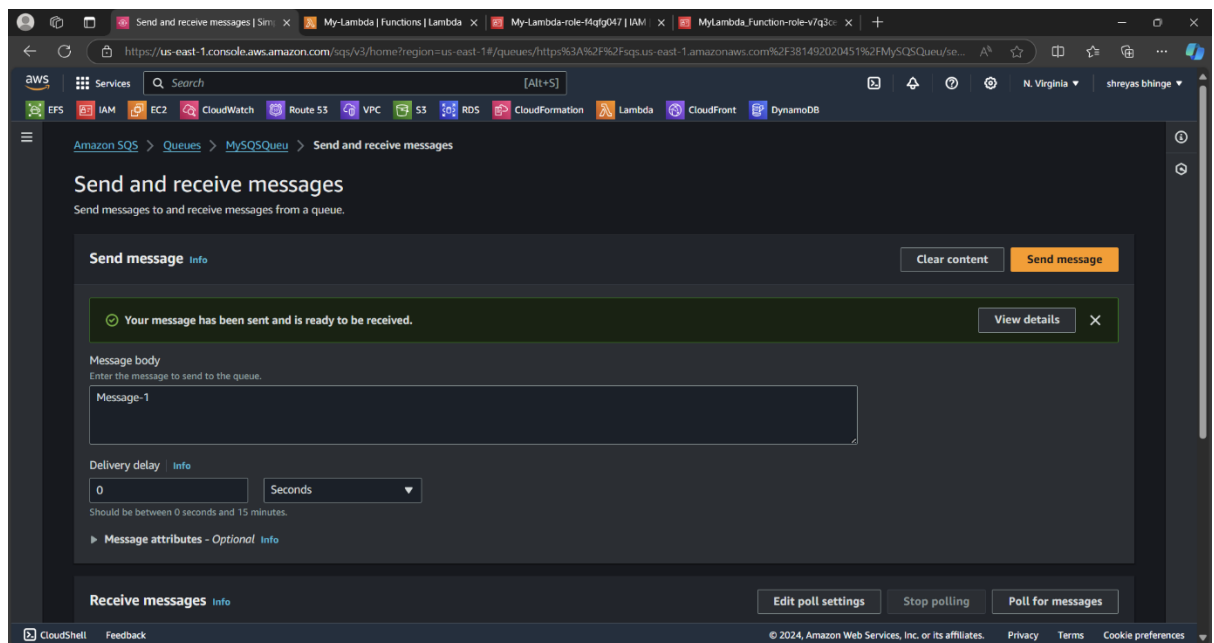 Send and receive messages | Sim
My-Lambda | Functions | Lambda
My-Lambda-role-f4qfg047 | IAM
MyLambda_Function-role-v7q3ce
https://us-east-1.console.aws.amazon.com/sqs/v3/home?region=us-east-1#/queues/https%3A%2F%2Fsqs.us-east-1.amazonaws.com%2F381492020451%2FMySQSQueu/se...
aws Services Search [Alt+S] N. Virginia ▼ shreyas bhinge ▼
EFS IAM EC2 CloudWatch Route 53 VPC S3 RDS CloudFormation Lambda CloudFront DynamoDB
Amazon SQS > Queues > MySQSQueu > Send and receive messages
Send and receive messages
Send messages to and receive messages from a queue.
Send message Info Clear content Send message
Your message has been sent and is ready to be received. View details
Message body
Enter the message to send to the queue.
Message-1
Delivery delay Info
0 Seconds ▼
Should be between 0 seconds and 15 minutes.
▶ Message attributes - Optional Info
Receive messages Info Edit poll settings Stop polling Poll for messages
CloudShell Feedback © 2024, Amazon Web Services, Inc. or its affiliates. Privacy Terms Cookie preferences